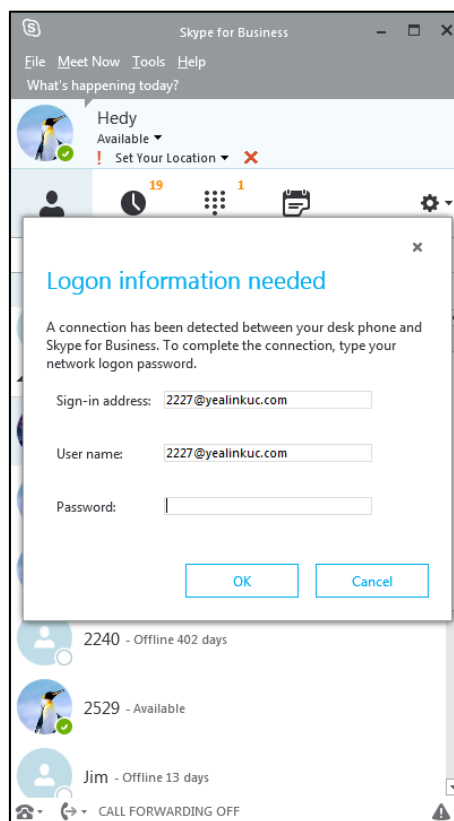 Skype for Business
File Meet Now Tools Help
What's happening today?
Hedy
Available
! Set Your Location
19
1
Logon information needed
A connection has been detected between your desk phone and
Skype for Business. To complete the connection, type your
network logon password.
Sign-in address: 2227@yealinkuc.com
User name: 2227@yealinkuc.com
Password:
OK Cancel
2240 - Offline 402 days
2529 - Available
Jim - Offline 13 days
CALL FORWARDING OFF